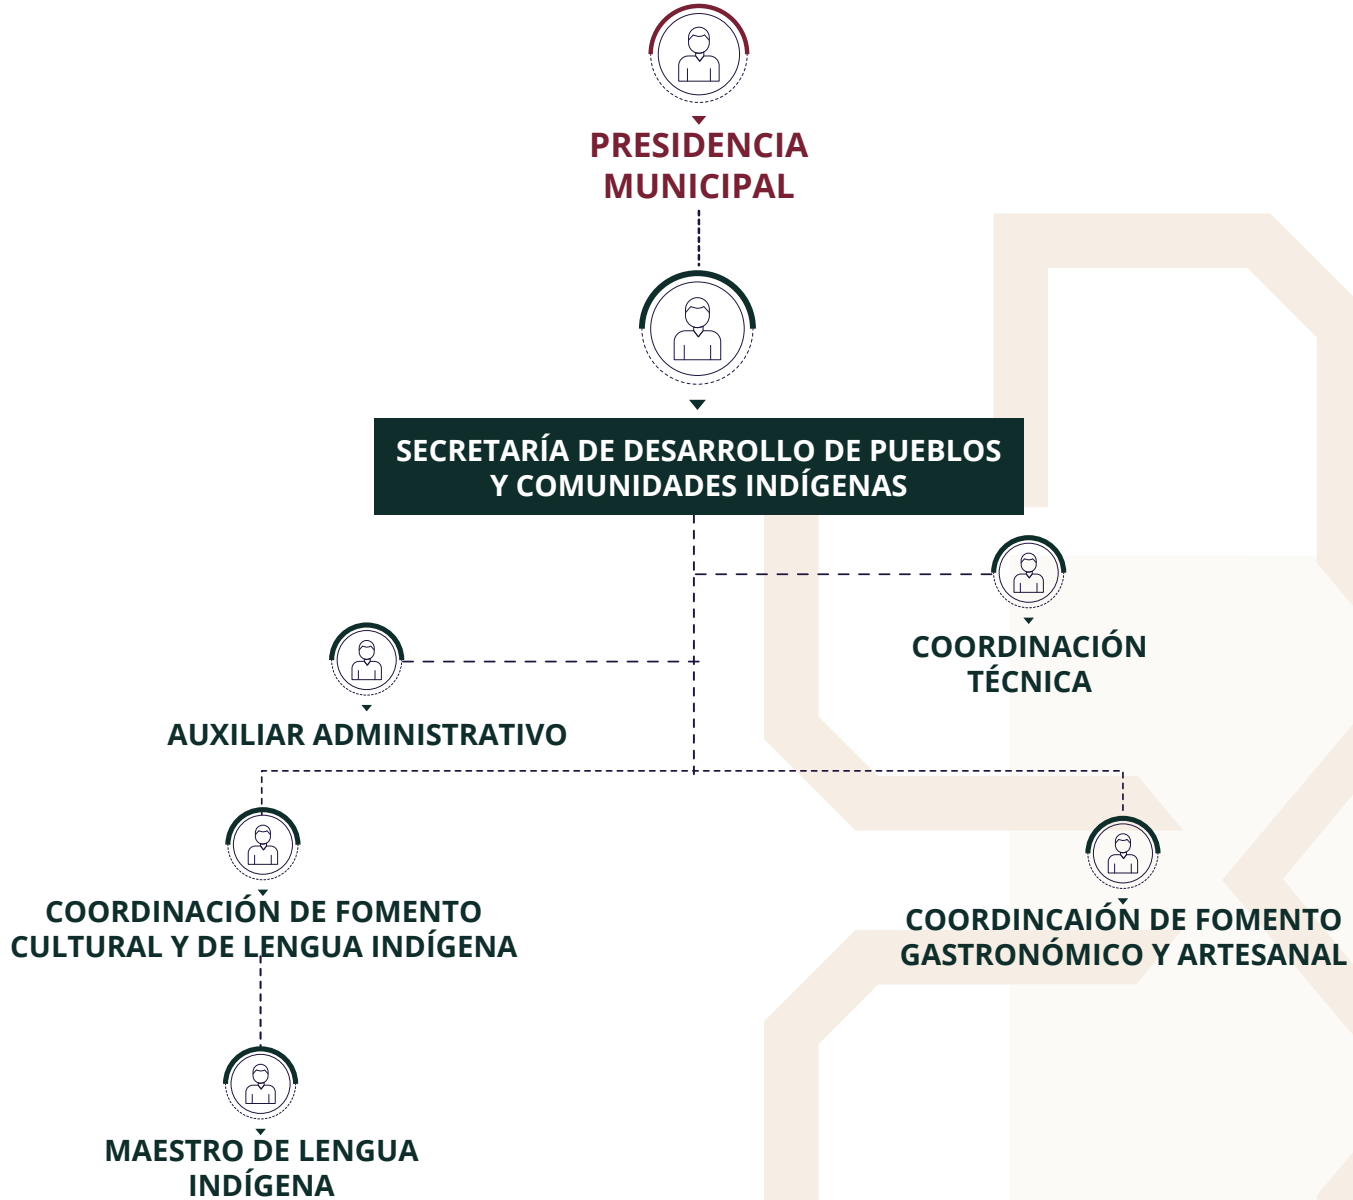 PRESIDENCIA
MUNICIPAL
SECRETARÍA DE DESARROLLO DE PUEBLOS
Y COMUNIDADES INDÍGENAS
COORDINACIÓN
TÉCNICA
AUXILIAR ADMINISTRATIVO
COORDINACIÓN DE FOMENTO
CULTURAL Y DE LENGUA INDÍGENA
COORDINCAIÓN DE FOMENTO
GASTRONÓMICO Y ARTESANAL
MAESTRO DE LENGUA
INDÍGENA